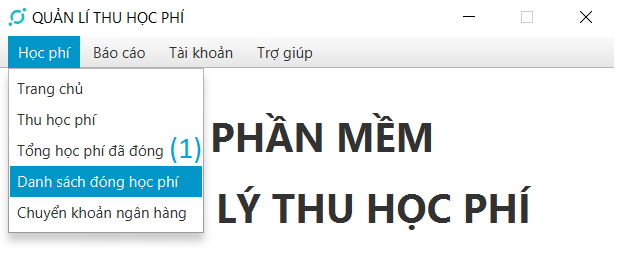 QUẢN LÍ THU HỌC PHÍ
Học phí Báo cáo Tài khoản Trợ giúp
Trang chủ
Thu học phí
Tổng học phí đã đóng (1)
Danh sách đóng học phí
Chuyển khoản ngân hàng
PHẦN MỀM
LÝ THU HỌC PHÍ